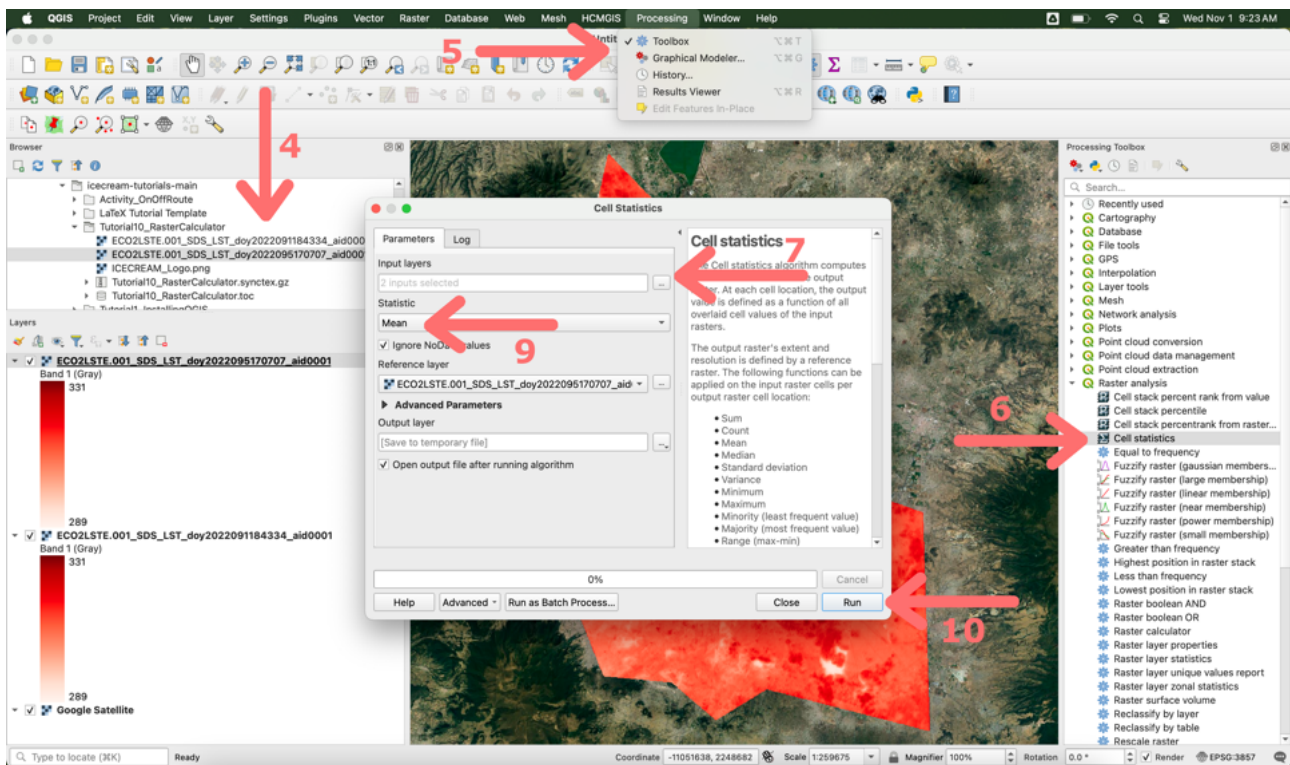 QGIS Project Edit View Layer Settings Plugins Vector Raster Database Web Mesh HCMGIS Processing Window Help Wed Nov 1 9:23 AM
Untit
Toolbox ⌥⌘T
Graphical Modeler... ⌥⌘G
History...
Results Viewer ⌥⌘R
Edit Features In-Place
5
4
Browser
icecream-tutorials-main
Activity_OnOffRoute
LaTeX Tutorial Template
Tutorial10_RasterCalculator
ECO2LSTE.001_SDS_LST_doy2022091184334_aid000
ECO2LSTE.001_SDS_LST_doy2022095170707_aid000
ICECREAM_Logo.png
Tutorial10_RasterCalculator.synctex.gz
Tutorial10_RasterCalculator.toc
Tutorial1_InstallingQGIS
Layers
ECO2LSTE.001_SDS_LST_doy2022095170707_aid0001
Band 1 (Gray)
331
289
ECO2LSTE.001_SDS_LST_doy2022091184334_aid0001
Band 1 (Gray)
331
289
Google Satellite
Cell Statistics
Parameters Log
Input layers
2 inputs selected
...
Statistic
Mean
Ignore NoDa values
Reference layer
ECO2LSTE.001_SDS_LST_doy2022095170707_aid
...
Advanced Parameters
Output layer
[Save to temporary file]
...
Open output file after running algorithm
7
9
Cell statistics
Cell statistics algorithm computes
e output
At each cell location, the output
value is defined as a function of all
overlaid cell values of the input
rasters.
The output raster's extent and
resolution is defined by a reference
raster. The following functions can be
applied on the input raster cells per
output raster cell location:
• Sum
• Count
• Mean
• Median
• Standard deviation
• Variance
• Minimum
• Maximum
• Minority (least frequent value)
• Majority (most frequent value)
• Range (max-min)
0%
Cancel
Help Advanced Run as Batch Process... Close Run
10
Processing Toolbox
Search...
Recently used
Cartography
Database
File tools
GPS
Interpolation
Layer tools
Mesh
Network analysis
Plots
Point cloud conversion
Point cloud data management
Point cloud extraction
Raster analysis
Cell stack percent rank from value
Cell stack percentile
Cell stack percentrank from raster...
Cell statistics
6
Equal to frequency
Fuzzify raster (gaussian members...
Fuzzify raster (large membership)
Fuzzify raster (linear membership)
Fuzzify raster (near membership)
Fuzzify raster (power membership)
Fuzzify raster (small membership)
Greater than frequency
Highest position in raster stack
Less than frequency
Lowest position in raster stack
Raster boolean AND
Raster boolean OR
Raster calculator
Raster layer properties
Raster layer statistics
Raster layer unique values report
Raster layer zonal statistics
Raster surface volume
Reclassify by layer
Reclassify by table
Rescale raster
Type to locate (⌘K) Ready Coordinate -11051638, 2248682 Scale 1:259675 Magnifier 100% Rotation 0.0 ° Render EPSG:3857